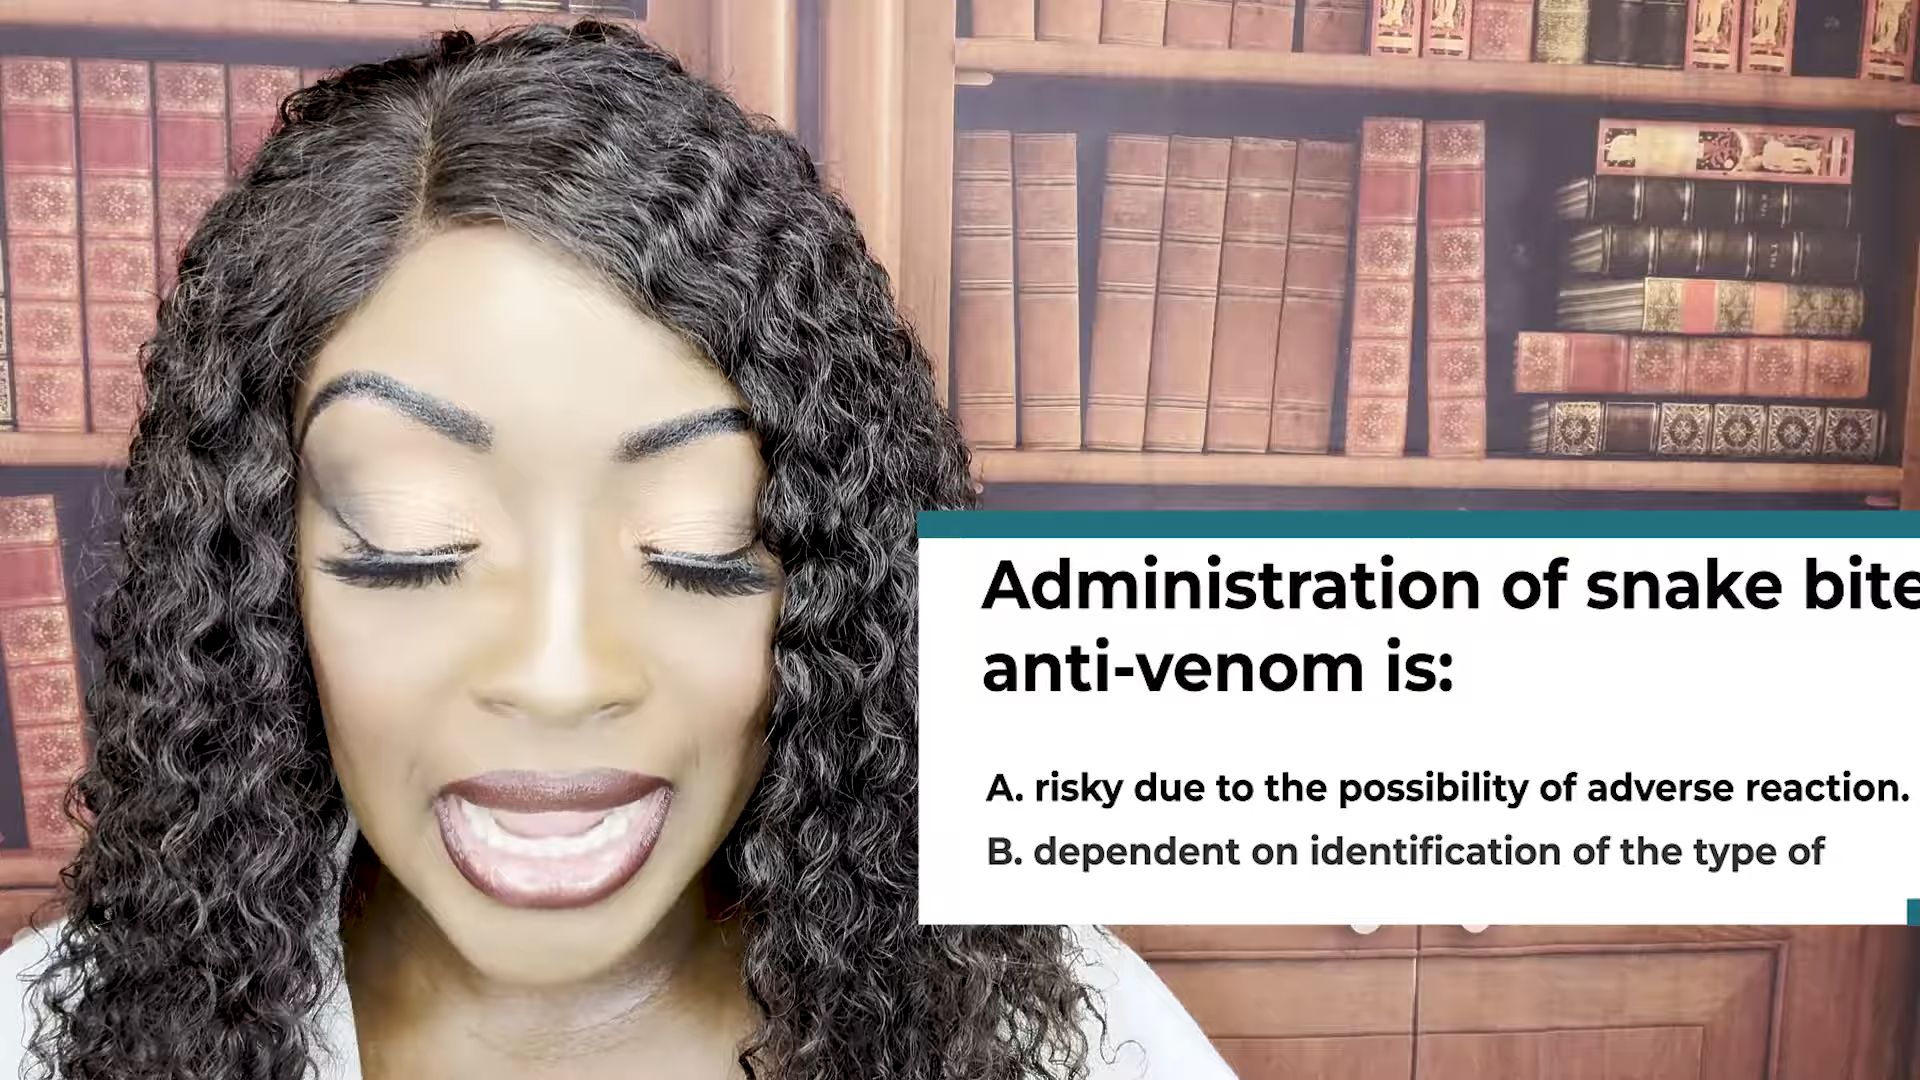 Administration of snake bite
anti-venom is:
A. risky due to the possibility of adverse reaction.
B. dependent on identification of the type of